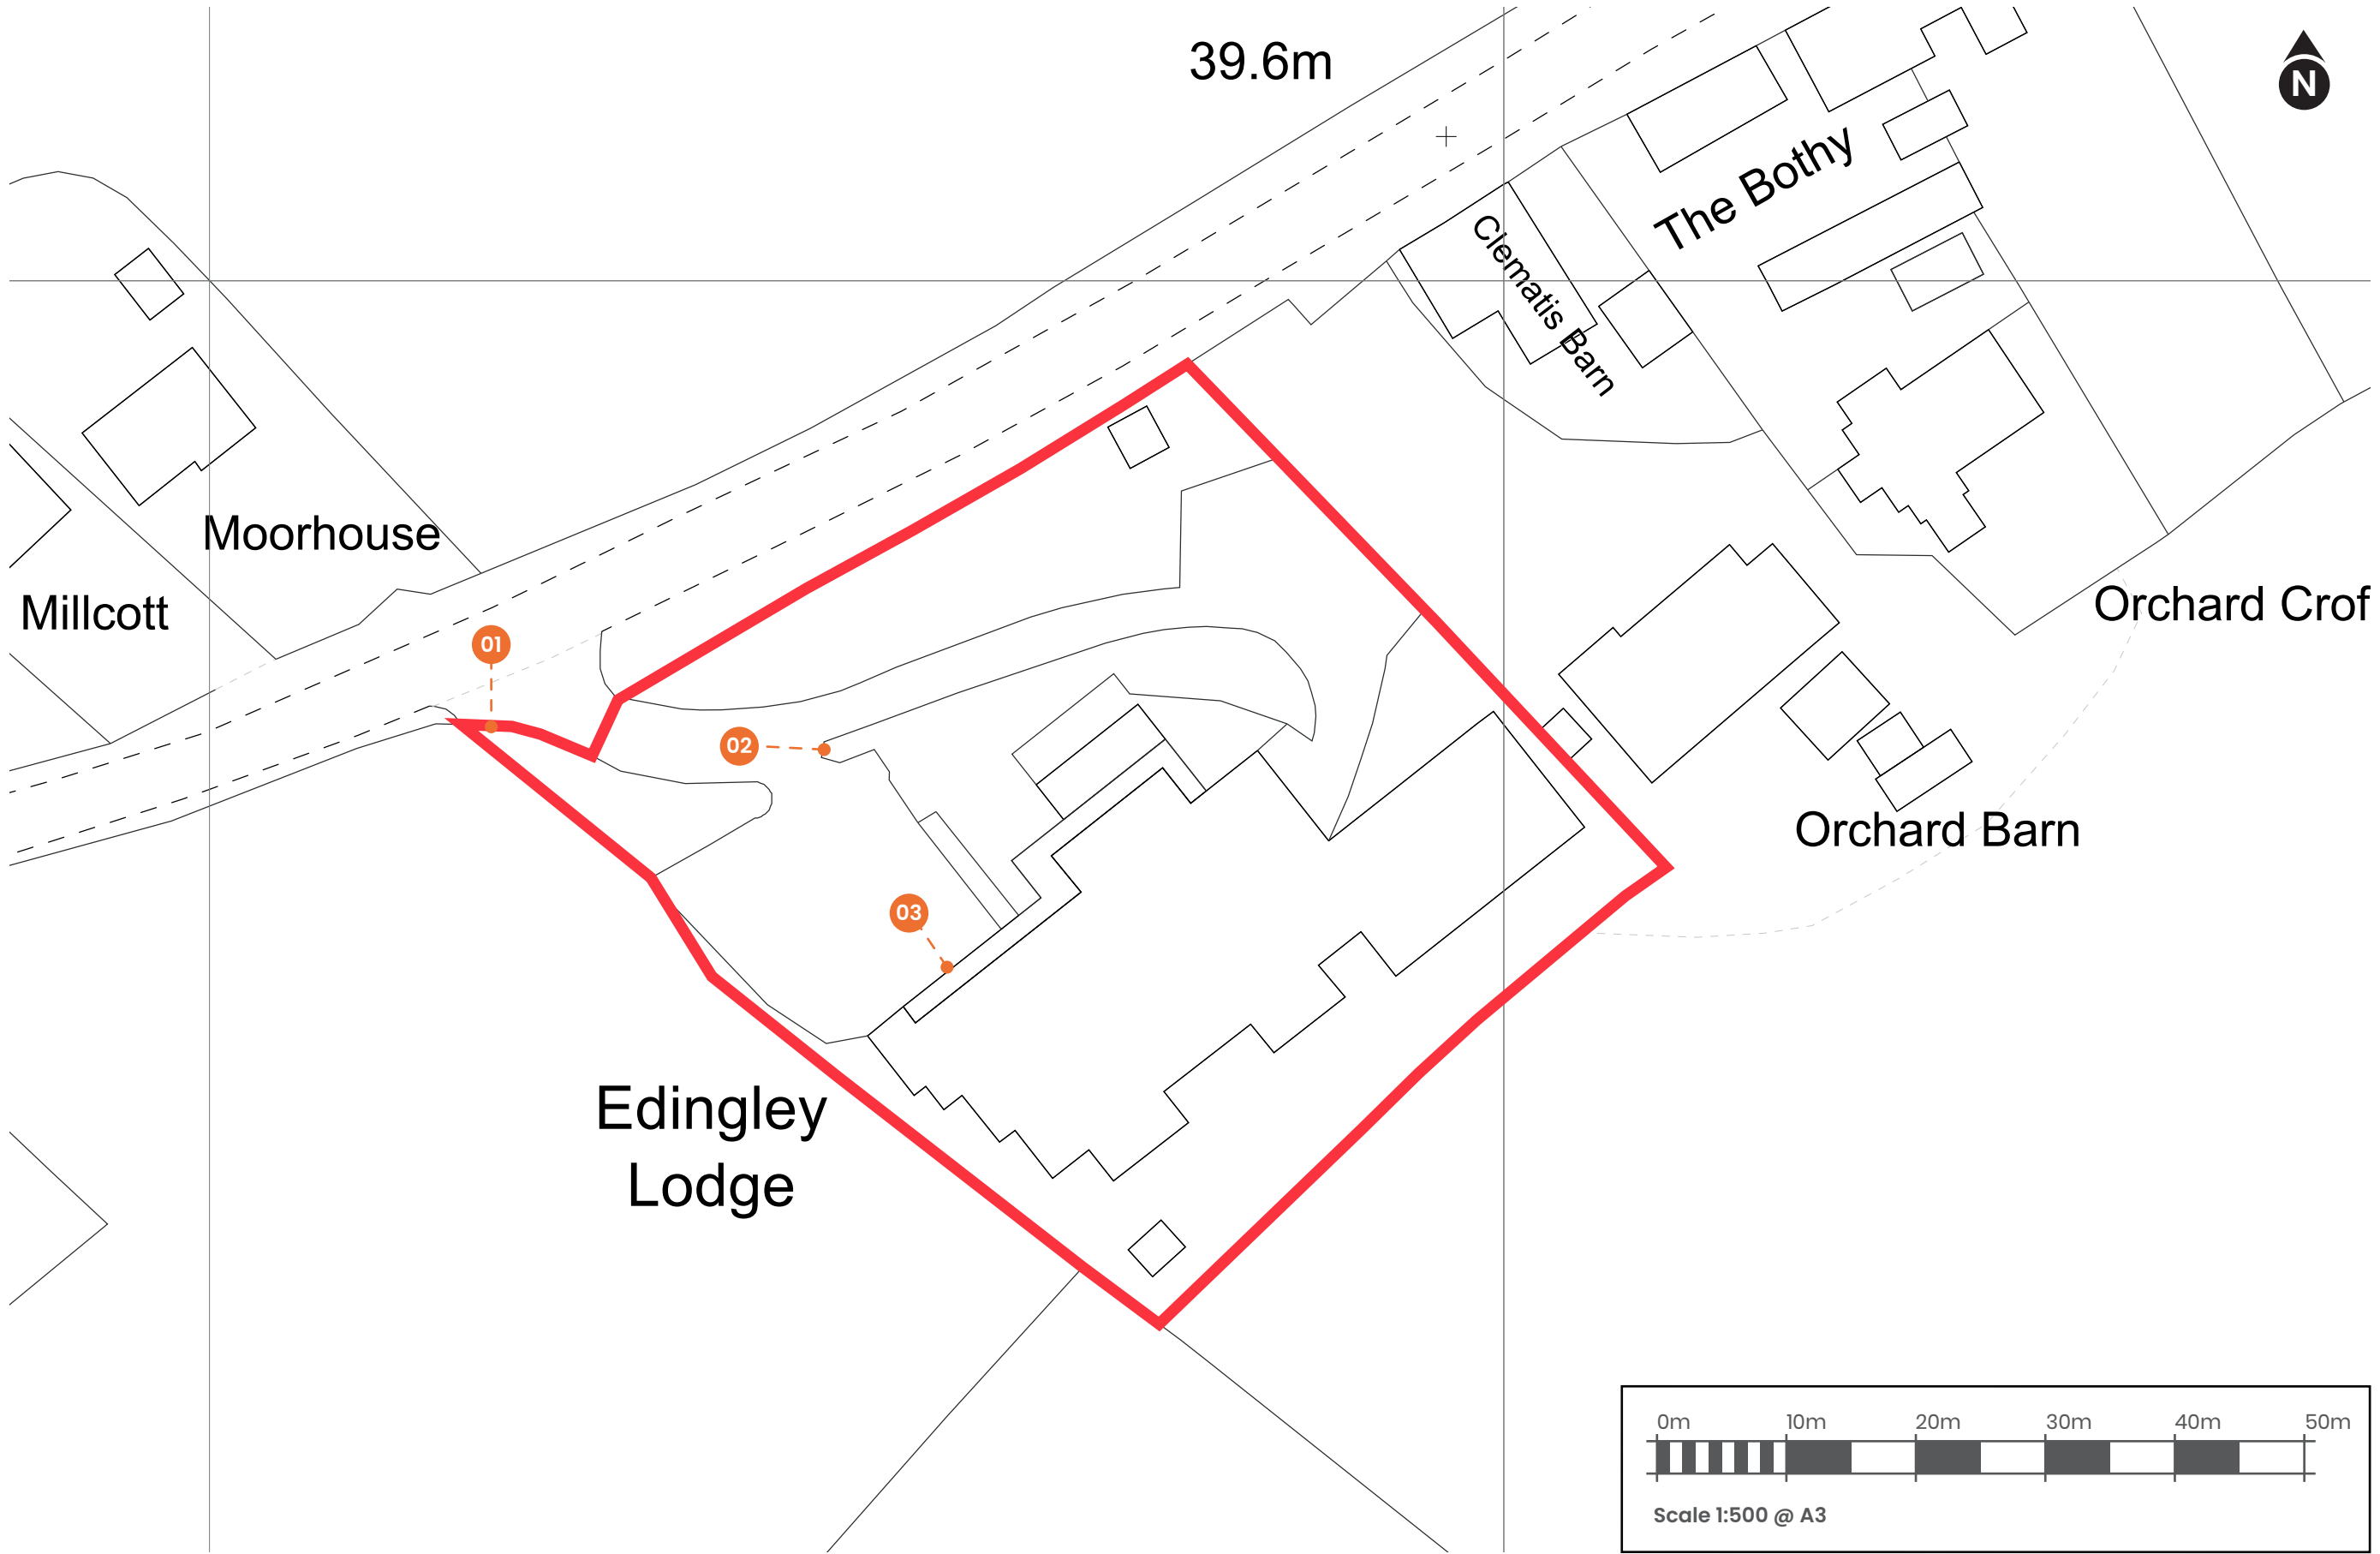 39.6m
N
The Bothy
Clematis Barn
Moorhouse
Millcott
Orchard Crof
01
02
Orchard Barn
03
Edingley
Lodge
0m 10m 20m 30m 40m 50m
Scale 1:500 @ A3